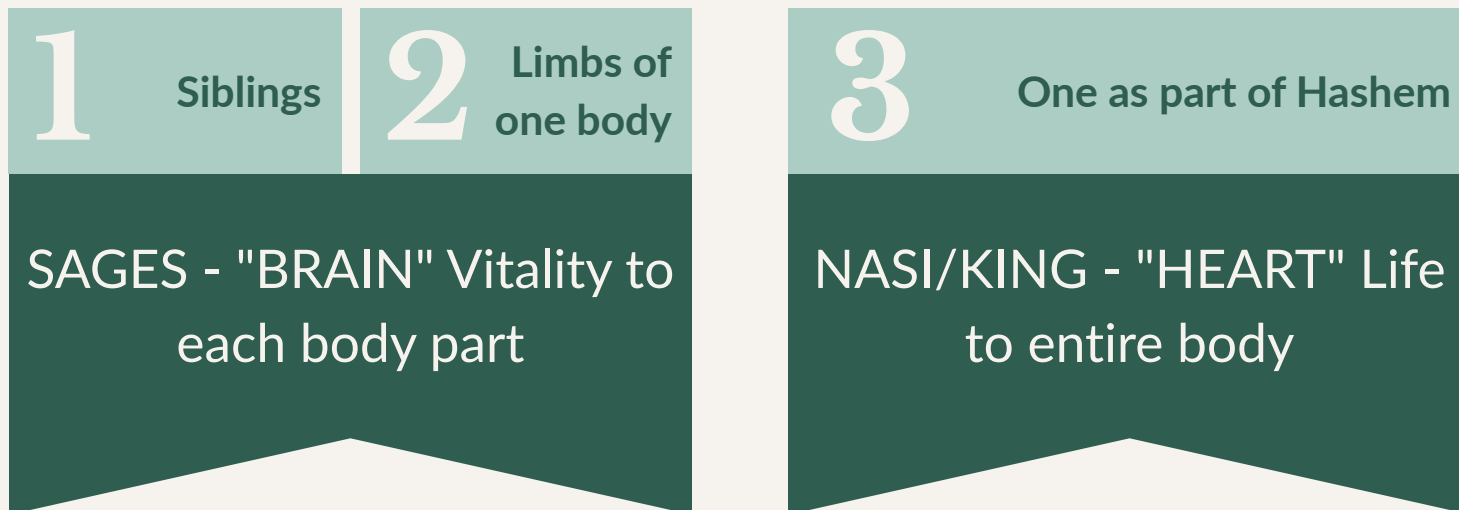 1 Siblings
2 Limbs of
one body
3 One as part of Hashem
SAGES - "BRAIN" Vitality to
each body part
NASI/KING - "HEART" Life
to entire body